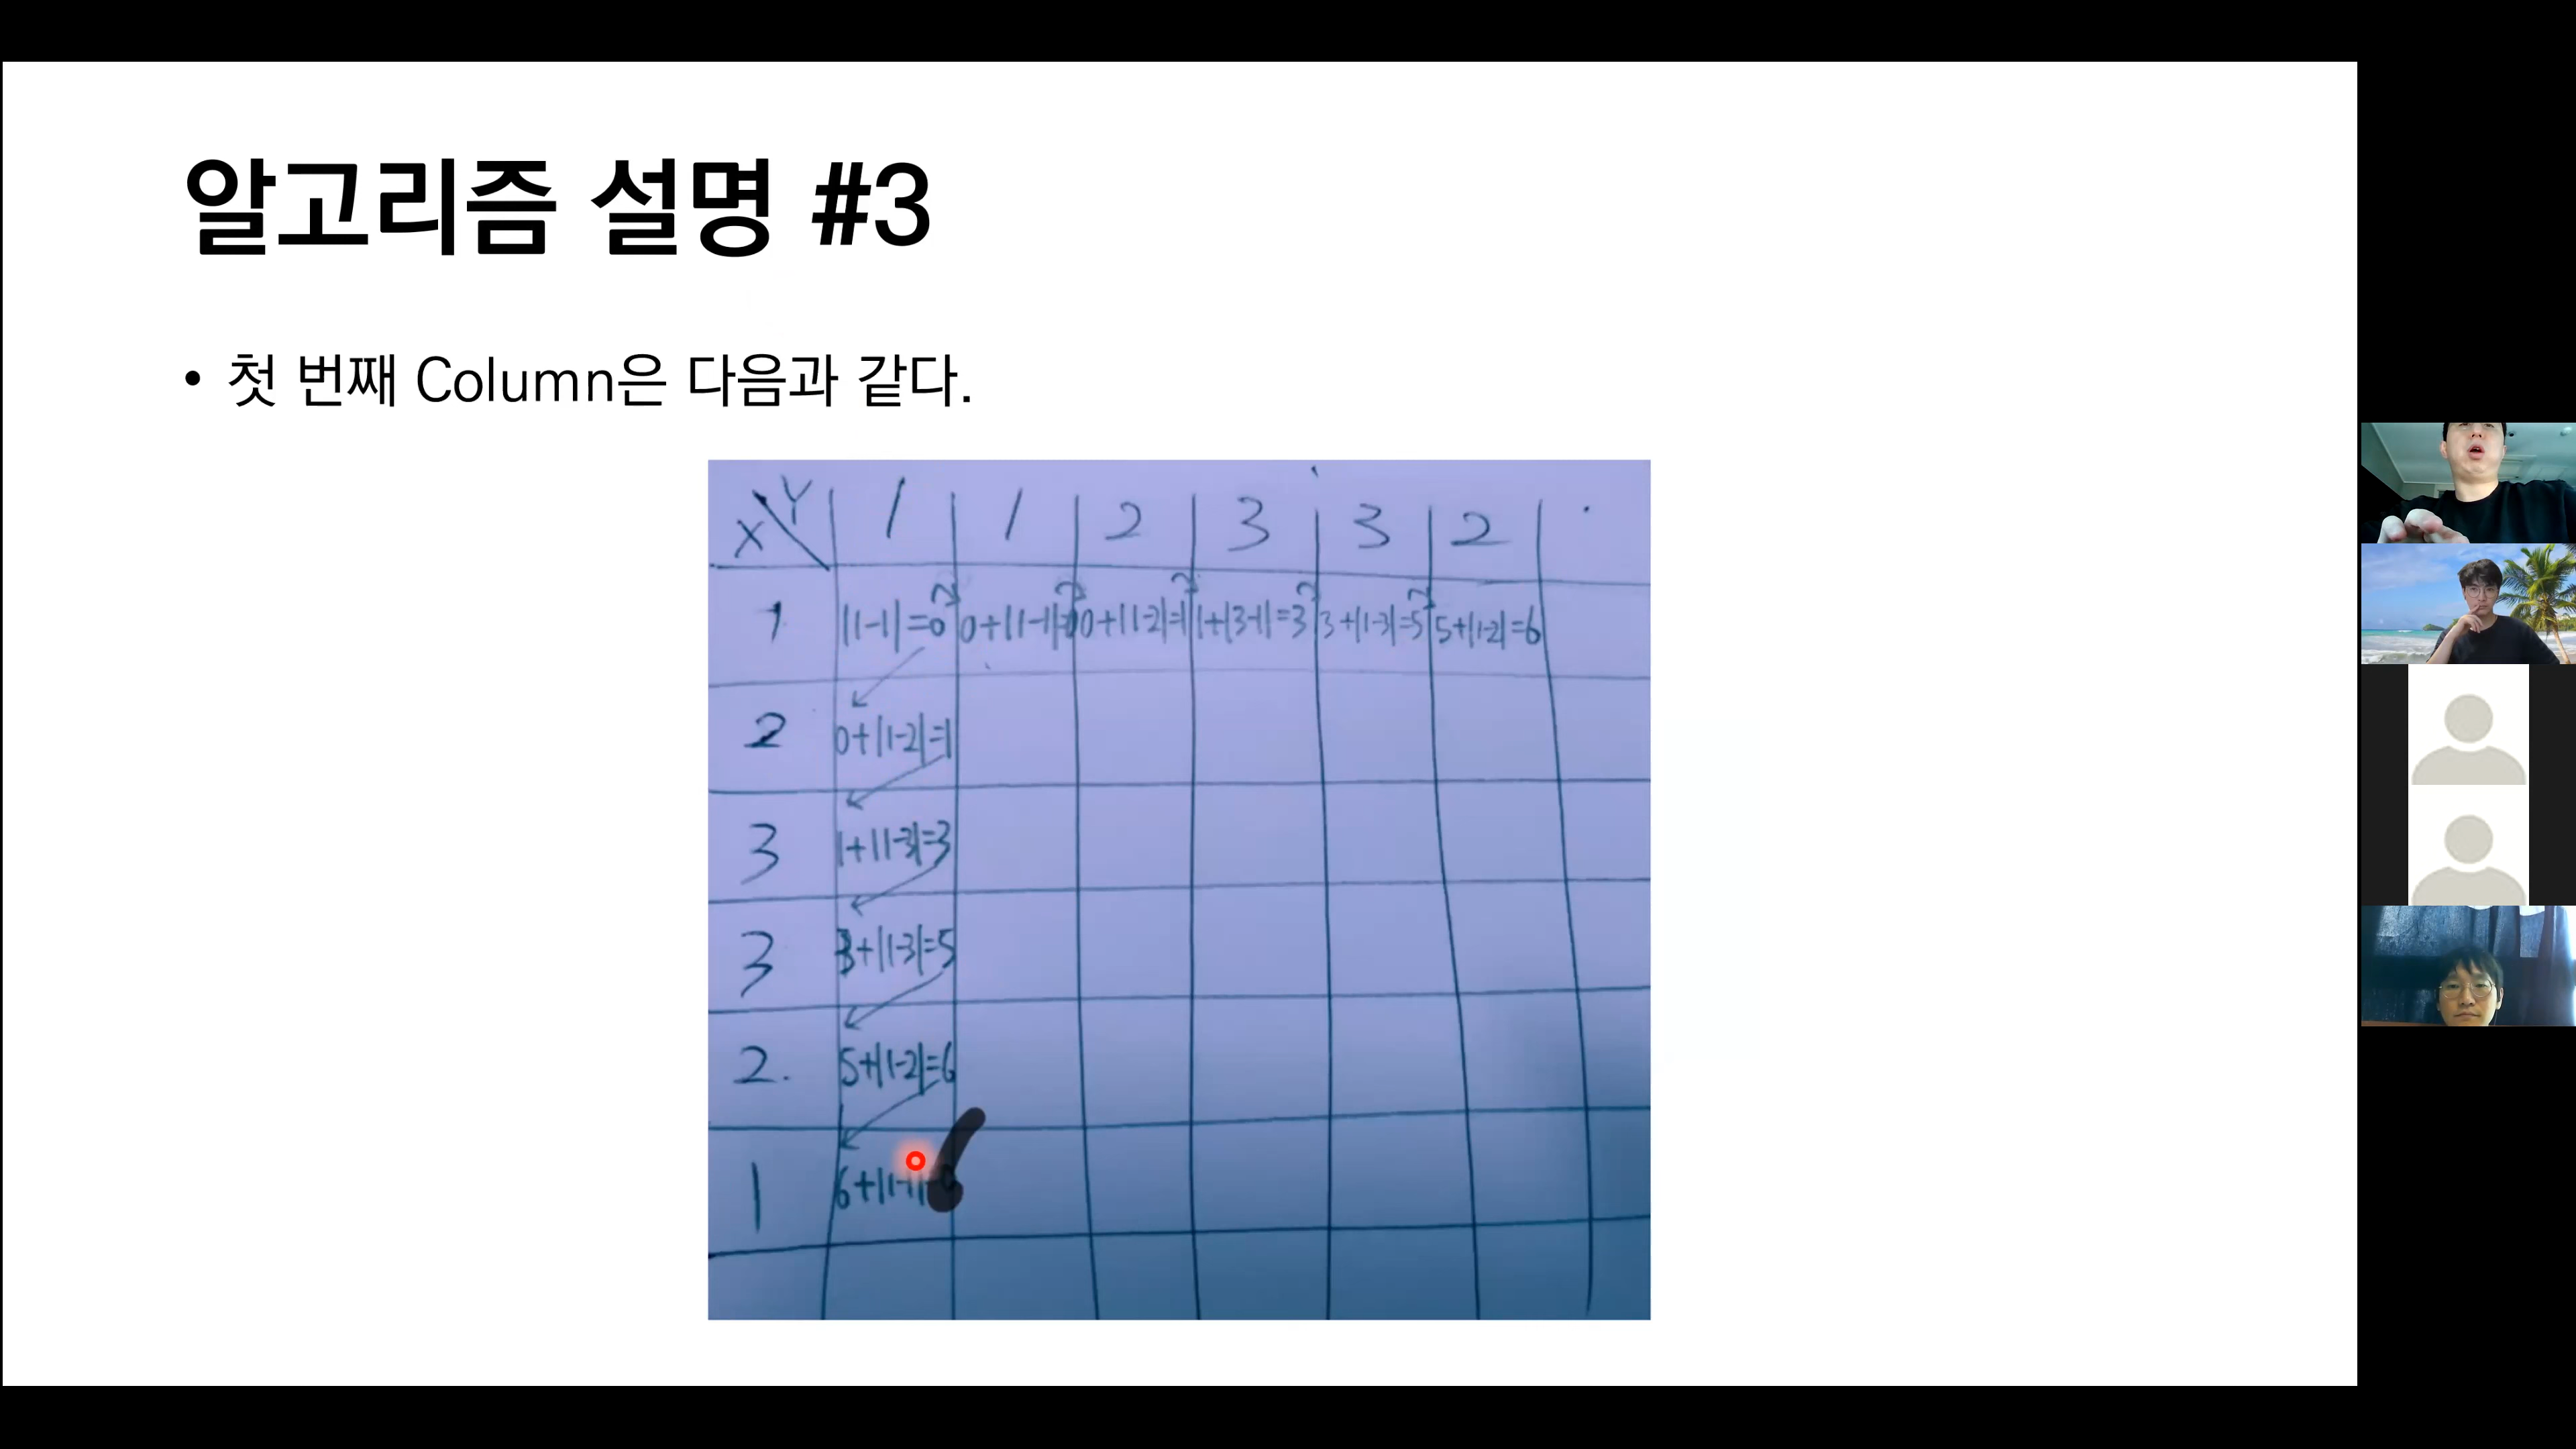 알고리즘 설명 #3
• 첫 번째 Column은 다음과 같다.
X Y 1 1 2 3 3 2
1 |1-1|=0 0+|1-1|=0 0+|1-2|=1 1+|3-1|=3 3+|1-3|=5 5+|1-2|=6
2 0+|1-2|=1
3 1+|1-3|=3
3 3+|1-3|=5
2. 5+|1-2|=6
1 6+|1-1|